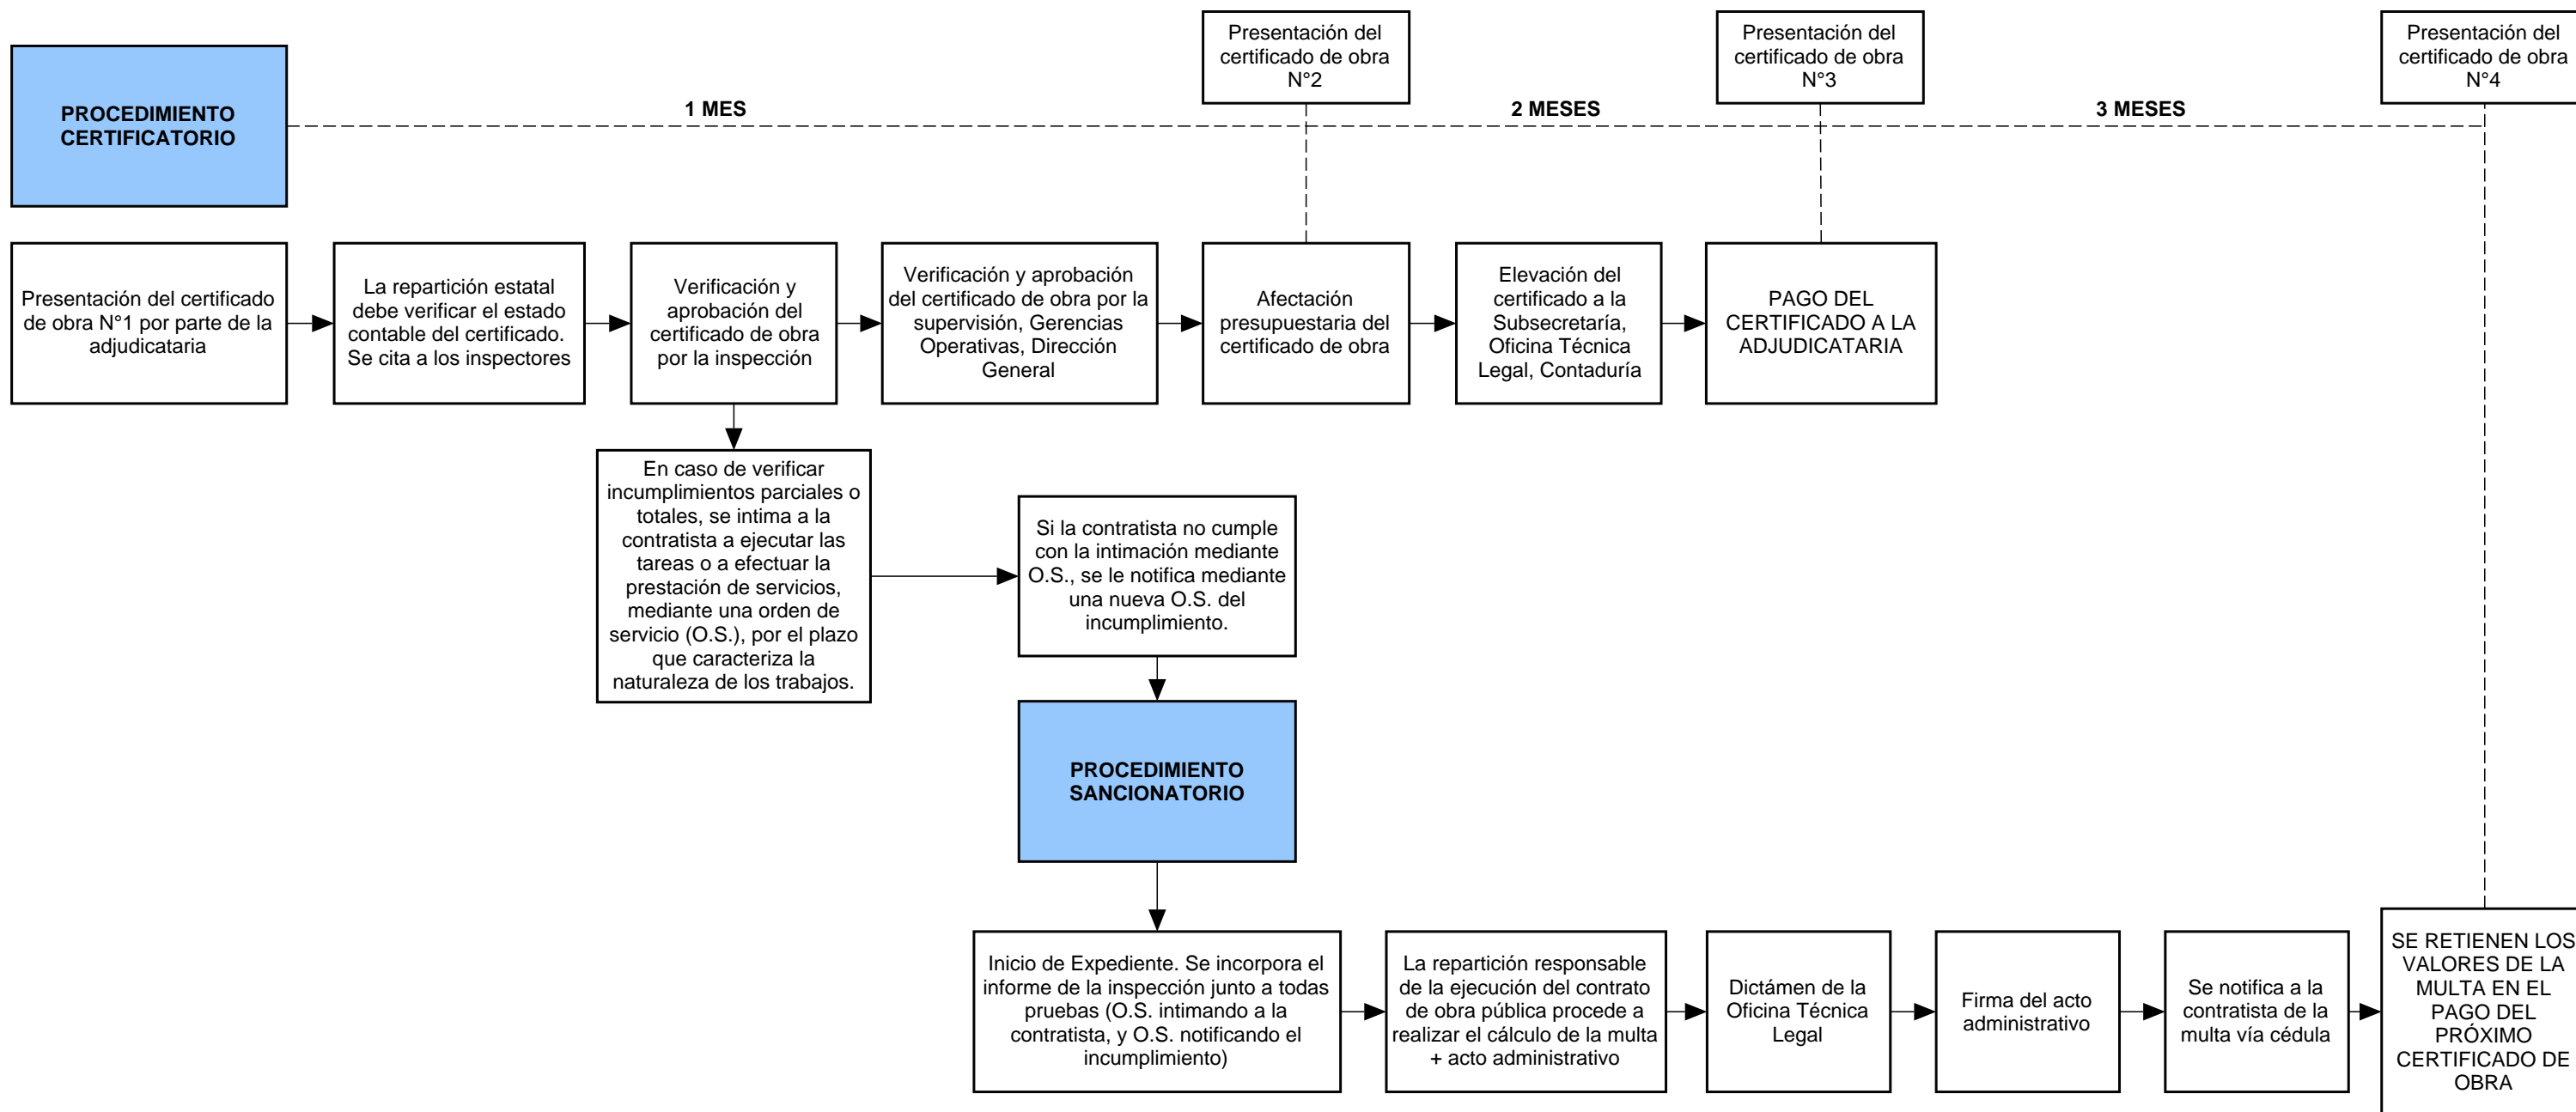 PROCEDIMIENTO
CERTIFICATORIO
1 MES
Presentación del
certificado de obra
N°2
2 MESES
Presentación del
certificado de obra
N°3
3 MESES
Presentación del
certificado de obra
N°4
Presentación del certificado
de obra N°1 por parte de la
adjudicataria
La repartición estatal
debe verificar el estado
contable del certificado.
Se cita a los inspectores
Verificación y
aprobación del
certificado de obra
por la inspección
Verificación y aprobación
del certificado de obra por la
supervisión, Gerencias
Operativas, Dirección
General
Afectación
presupuestaria del
certificado de obra
Elevación del
certificado a la
Subsecretaría,
Oficina Técnica
Legal, Contaduría
PAGO DEL
CERTIFICADO A LA
ADJUDICATARIA
En caso de verificar
incumplimientos parciales o
totales, se intima a la
contratista a ejecutar las
tareas o a efectuar la
prestación de servicios,
mediante una orden de
servicio (O.S.), por el plazo
que caracteriza la
naturaleza de los trabajos.
Si la contratista no cumple
con la intimación mediante
O.S., se le notifica mediante
una nueva O.S. del
incumplimiento.
PROCEDIMIENTO
SANCIONATORIO
Inicio de Expediente. Se incorpora el
informe de la inspección junto a todas
pruebas (O.S. intimando a la
contratista, y O.S. notificando el
incumplimiento)
La repartición responsable
de la ejecución del contrato
de obra pública procede a
realizar el cálculo de la multa
+ acto administrativo
Dictámen de la
Oficina Técnica
Legal
Firma del acto
administrativo
Se notifica a la
contratista de la
multa vía cédula
SE RETIENEN LOS
VALORES DE LA
MULTA EN EL
PAGO DEL
PRÓXIMO
CERTIFICADO DE
OBRA